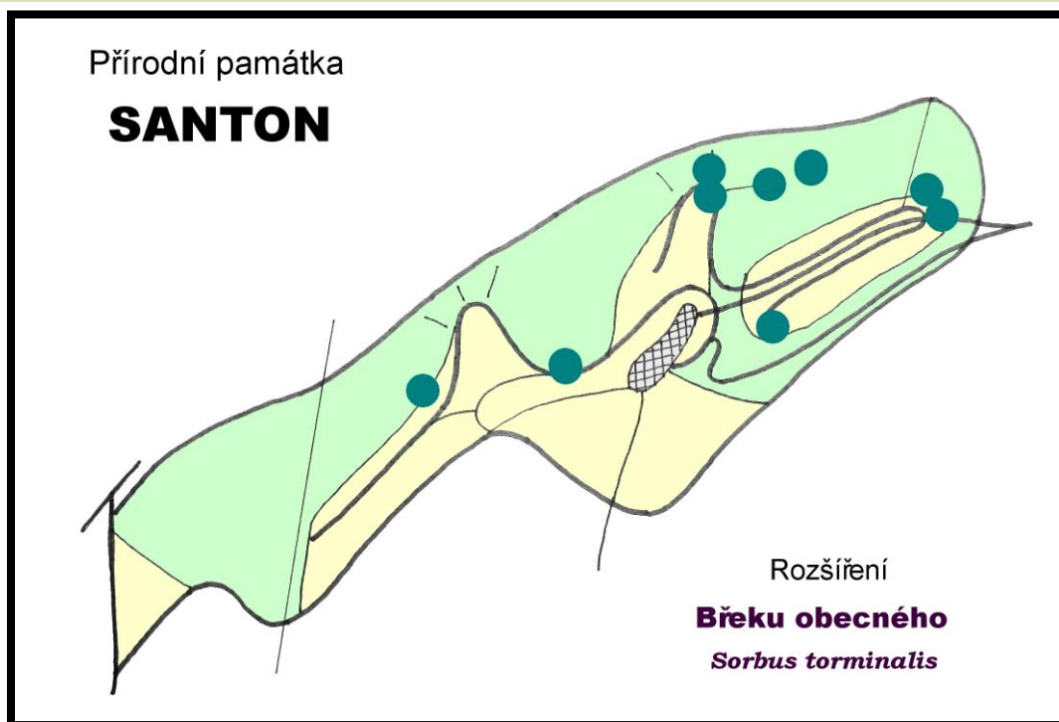 Přírodní památka
SANTON
Rozšíření
Břeku obecného
Sorbus torminalis